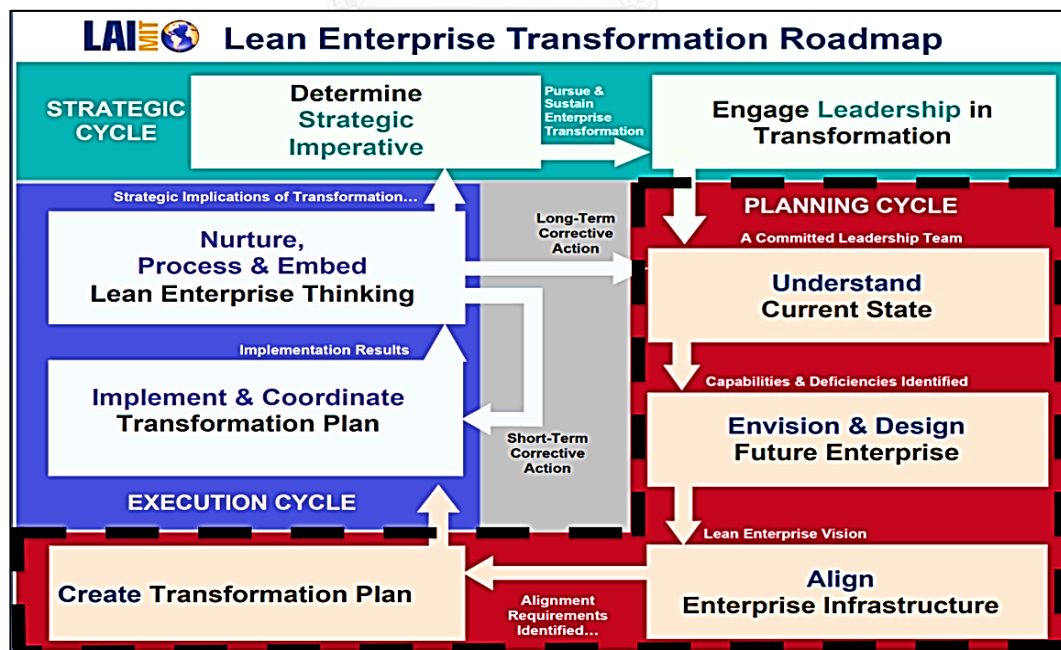 LAI MIT Lean Enterprise Transformation Roadmap
STRATEGIC
CYCLE
Determine
Strategic
Imperative
Pursue &
Sustain
Enterprise
Transformation
Engage Leadership in
Transformation
Strategic Implications of Transformation...
Nurture,
Process & Embed
Lean Enterprise Thinking
Long-Term
Corrective
Action
PLANNING CYCLE
A Committed Leadership Team
Understand
Current State
Implementation Results
Implement & Coordinate
Transformation Plan
Short-Term
Corrective
Action
Capabilities & Deficiencies Identified
Envision & Design
Future Enterprise
EXECUTION CYCLE
Lean Enterprise Vision
Create Transformation Plan
Alignment
Requirements
Identified...
Align
Enterprise Infrastructure